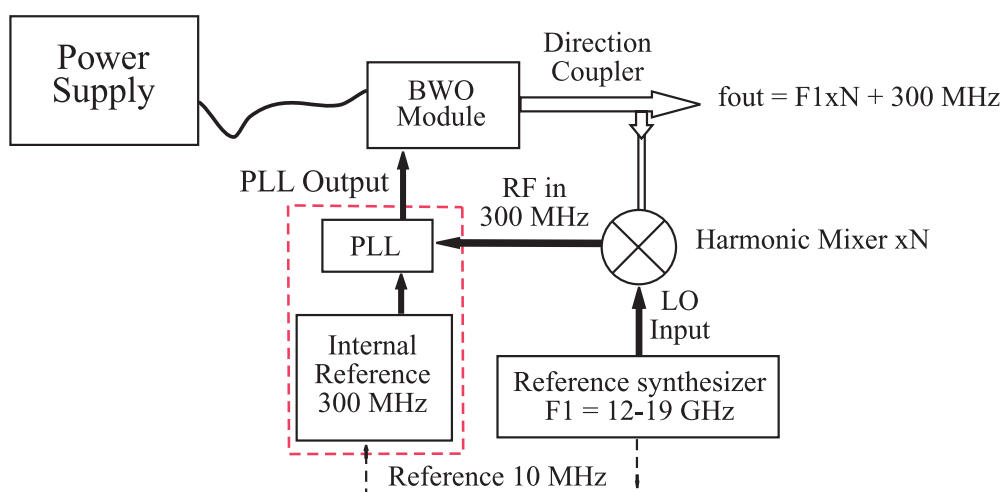 Power
Supply
BWO
Module
Direction
Coupler
fout = F1xN + 300 MHz
PLL Output
RF in
300 MHz
PLL
Harmonic Mixer xN
LO
Input
Internal
Reference
300 MHz
Reference synthesizer
F1 = 12-19 GHz
Reference 10 MHz